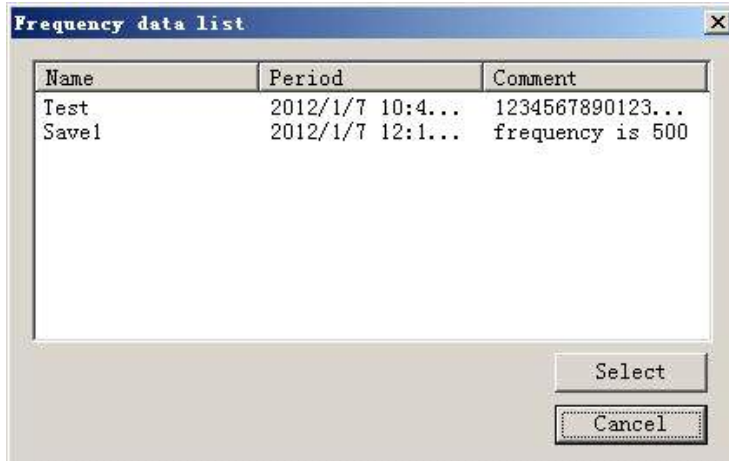 Frequency data list
Name Period Comment
Test 2012/1/7 10:4... 1234567890123...
Save1 2012/1/7 12:1... frequency is 500
Select
Cancel